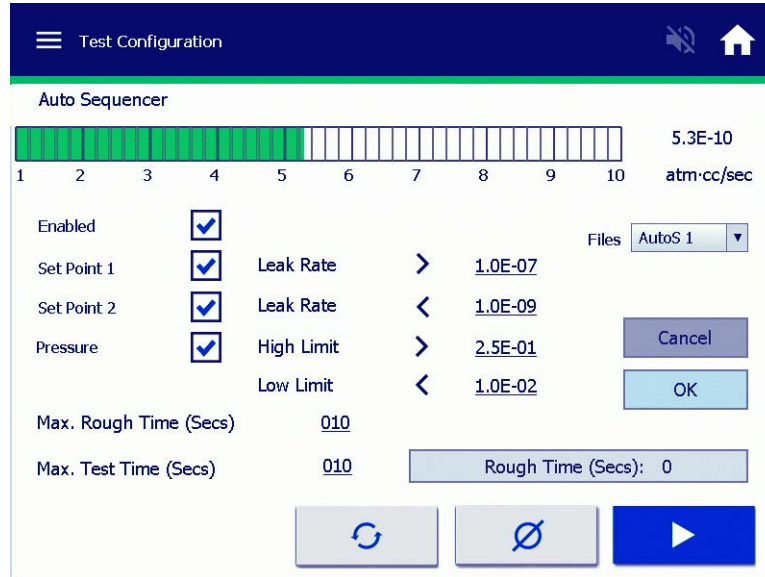 Test Configuration
Auto Sequencer
5.3E-10
1 2 3 4 5 6 7 8 9 10 atm·cc/sec
Enabled
Files AutoS 1
Set Point 1 Leak Rate > 1.0E-07
Set Point 2 Leak Rate < 1.0E-09
Pressure High Limit > 2.5E-01
Cancel
Low Limit < 1.0E-02
OK
Max. Rough Time (Secs) 010
Max. Test Time (Secs) 010 Rough Time (Secs): 0